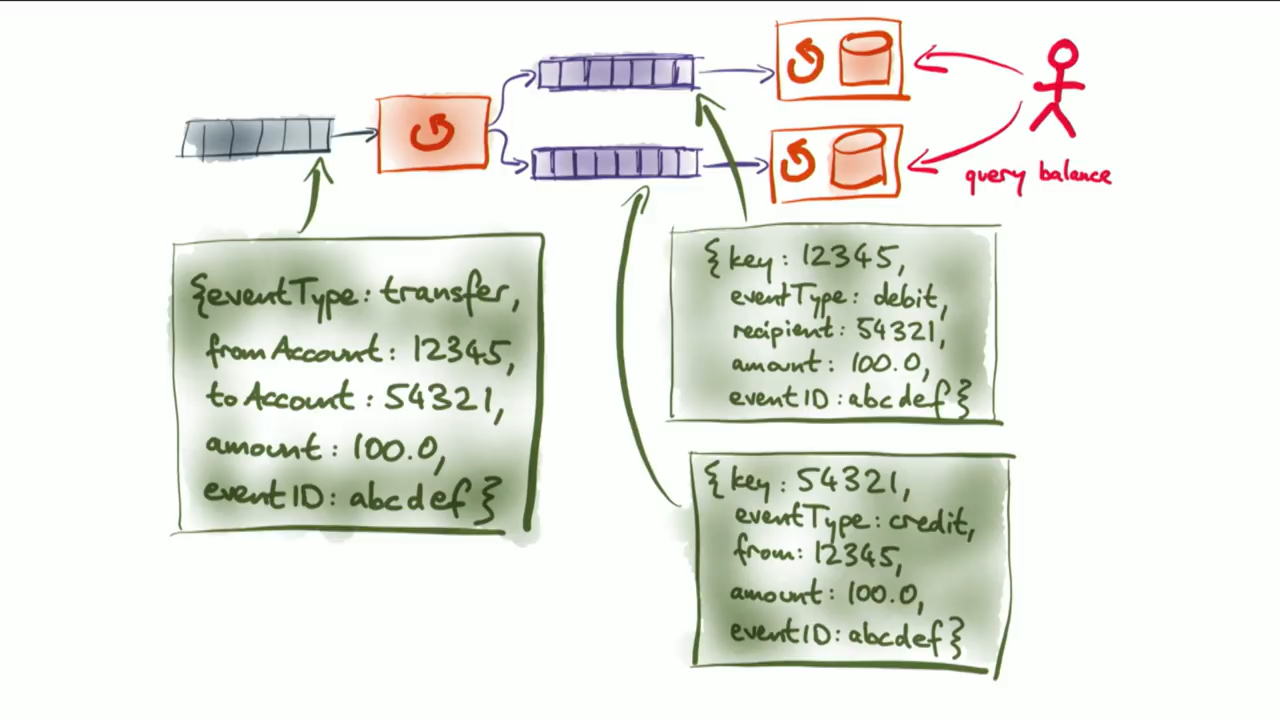 query balance
{eventType: transfer,
fromAccount: 12345,
toAccount: 54321,
amount: 100.0,
eventID: abcdef}
{key: 12345,
eventType: debit,
recipient: 54321,
amount: 100.0,
eventID: abcdef}
{key: 54321,
eventType: credit,
from: 12345,
amount: 100.0,
eventID: abcdef}